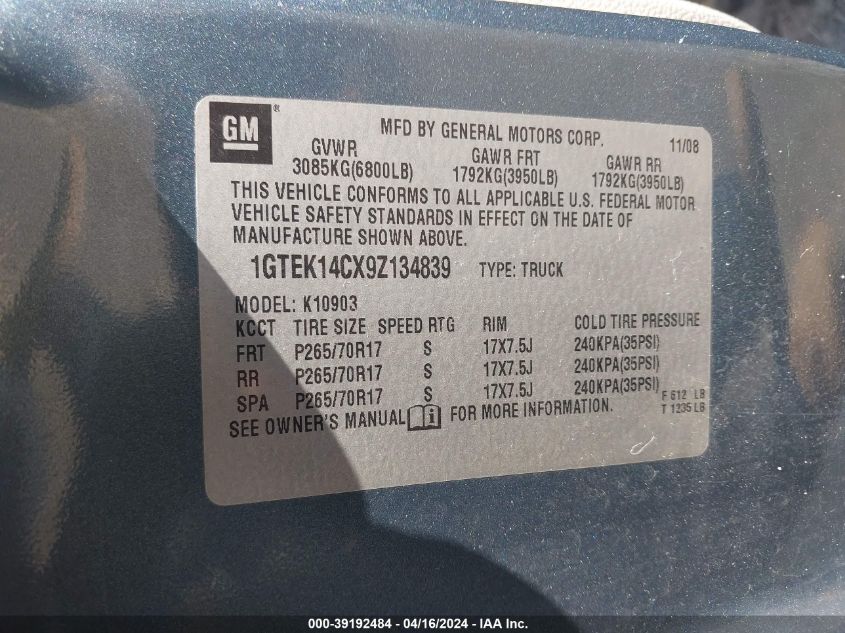 GM ®
MFD BY GENERAL MOTORS CORP. 11/08
GVWR GAWR FRT GAWR RR
3085KG(6800LB) 1792KG(3950LB) 1792KG(3950LB)
THIS VEHICLE CONFORMS TO ALL APPLICABLE U.S. FEDERAL MOTOR
VEHICLE SAFETY STANDARDS IN EFFECT ON THE DATE OF
MANUFACTURE SHOWN ABOVE.
1GTEK14CX9Z134839 TYPE: TRUCK
MODEL: K10903
KCCT TIRE SIZE SPEED RTG RIM COLD TIRE PRESSURE
FRT P265/70R17 S 17X7.5J 240KPA(35PSI)
RR P265/70R17 S 17X7.5J 240KPA(35PSI)
SPA P265/70R17 S 17X7.5J 240KPA(35PSI) F 612 LB
T 1235 LB
SEE OWNER'S MANUAL i FOR MORE INFORMATION.
000-39192484 - 04/16/2024 - IAA Inc.